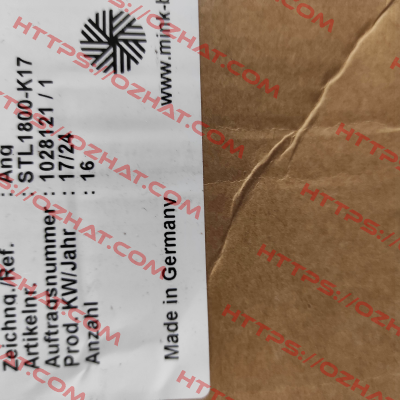 Zeichng./Ref. : Ang
Artikelnr. : STL1800-K17
Auftragsnummer : 1028121 / 1
Prod. KW/Jahr : 17/24
Anzahl : 16
www.mink-b
Made in Germany
HTTPS://OZHAT.COM